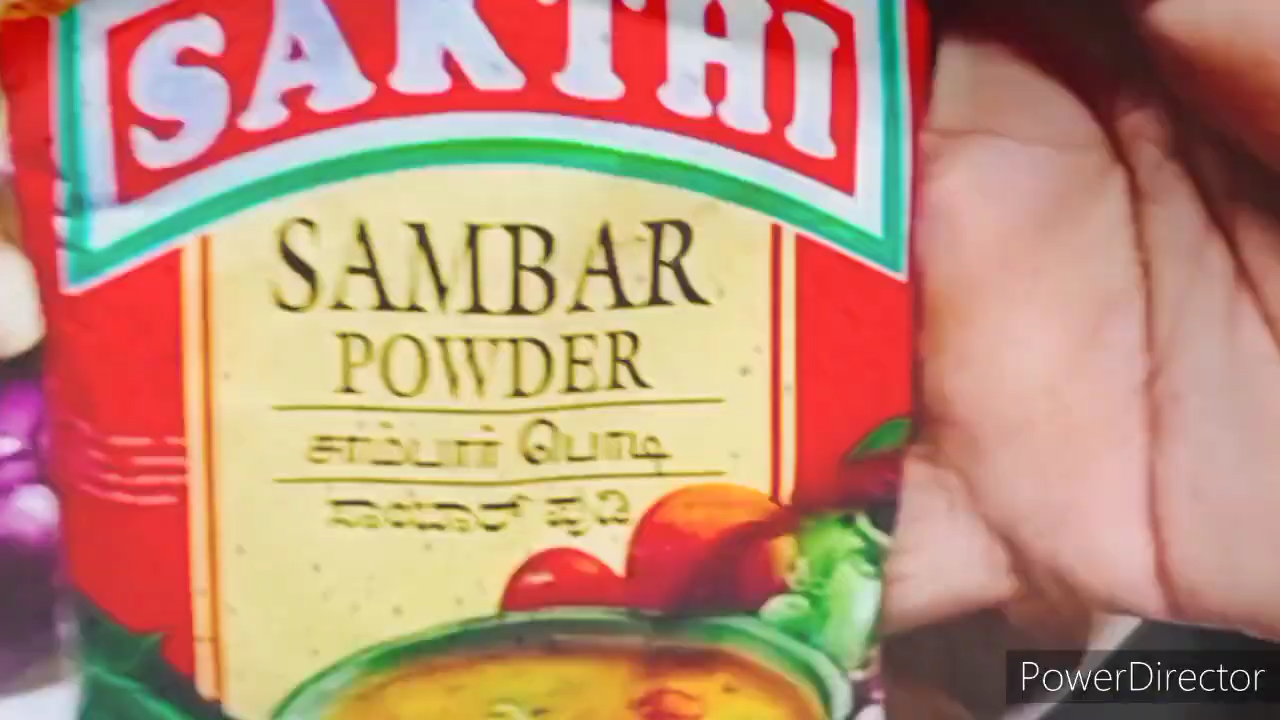 SAKTHI
SAMBAR
POWDER
சாம்பார் பொடி
ಸಾಂಬಾರ್ ಪುಡಿ
PowerDirector